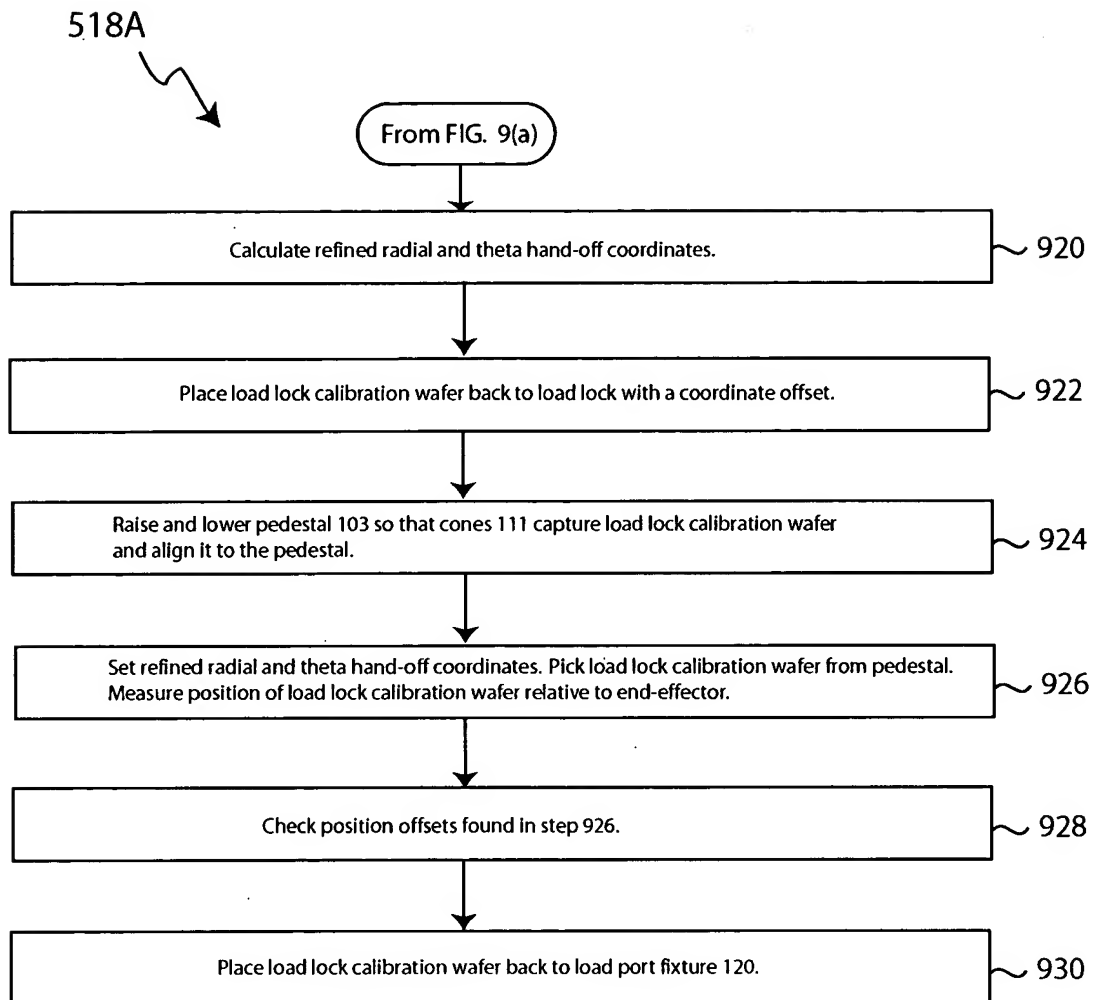 518A
From FIG. 9(a)
Calculate refined radial and theta hand-off coordinates.
920
Place load lock calibration wafer back to load lock with a coordinate offset.
922
Raise and lower pedestal 103 so that cones 111 capture load lock calibration wafer
and align it to the pedestal.
924
Set refined radial and theta hand-off coordinates. Pick load lock calibration wafer from pedestal.
Measure position of load lock calibration wafer relative to end-effector.
926
Check position offsets found in step 926.
928
Place load lock calibration wafer back to load port fixture 120.
930